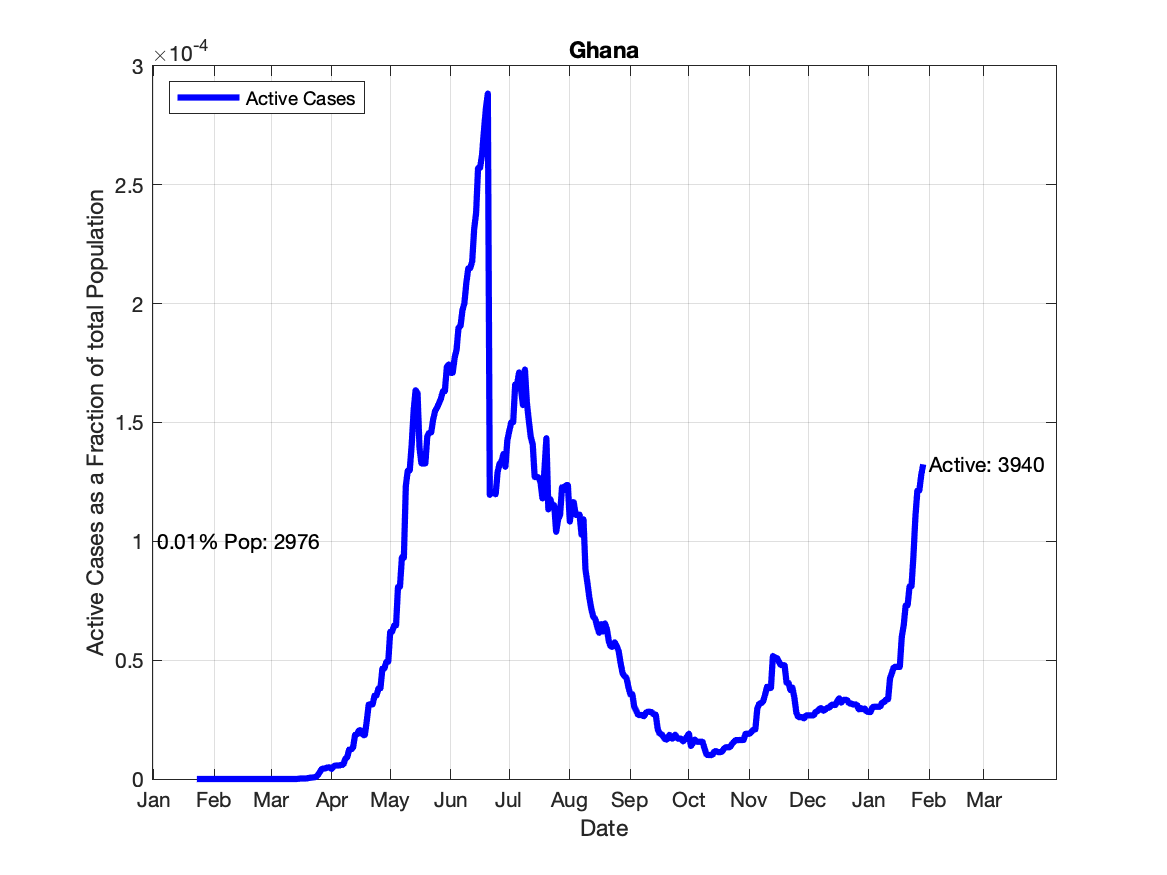 Ghana
×10⁻⁴
3
2.5
2
1.5
1
0.5
0
Active Cases
Active Cases as a Fraction of total Population
0.01% Pop: 2976
Active: 3940
Jan Feb Mar Apr May Jun Jul Aug Sep Oct Nov Dec Jan Feb Mar
Date